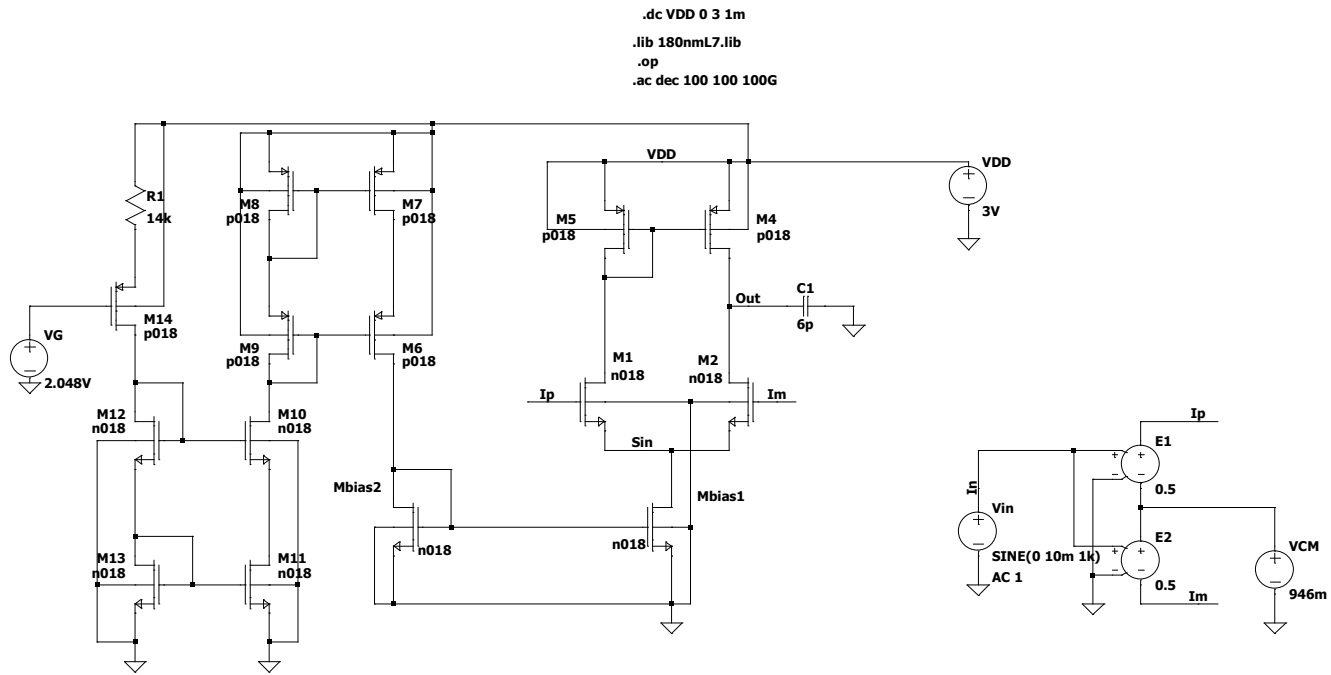 .dc VDD 0 3 1m
.lib 180nmL7.lib
.op
.ac dec 100 100 100G
R1
14k
M14
p018
VG
2.048V
M8
p018
M7
p018
M9
p018
M6
p018
M12
n018
M10
n018
M13
n018
M11
n018
VDD
M5
p018
M4
p018
VDD
3V
Out
C1
6p
M1
n018
M2
n018
Ip
Im
Sin
Mbias2
n018
Mbias1
n018
In
Vin
SINE(0 10m 1k)
AC 1
Ip
E1
0.5
E2
0.5
Im
VCM
946m